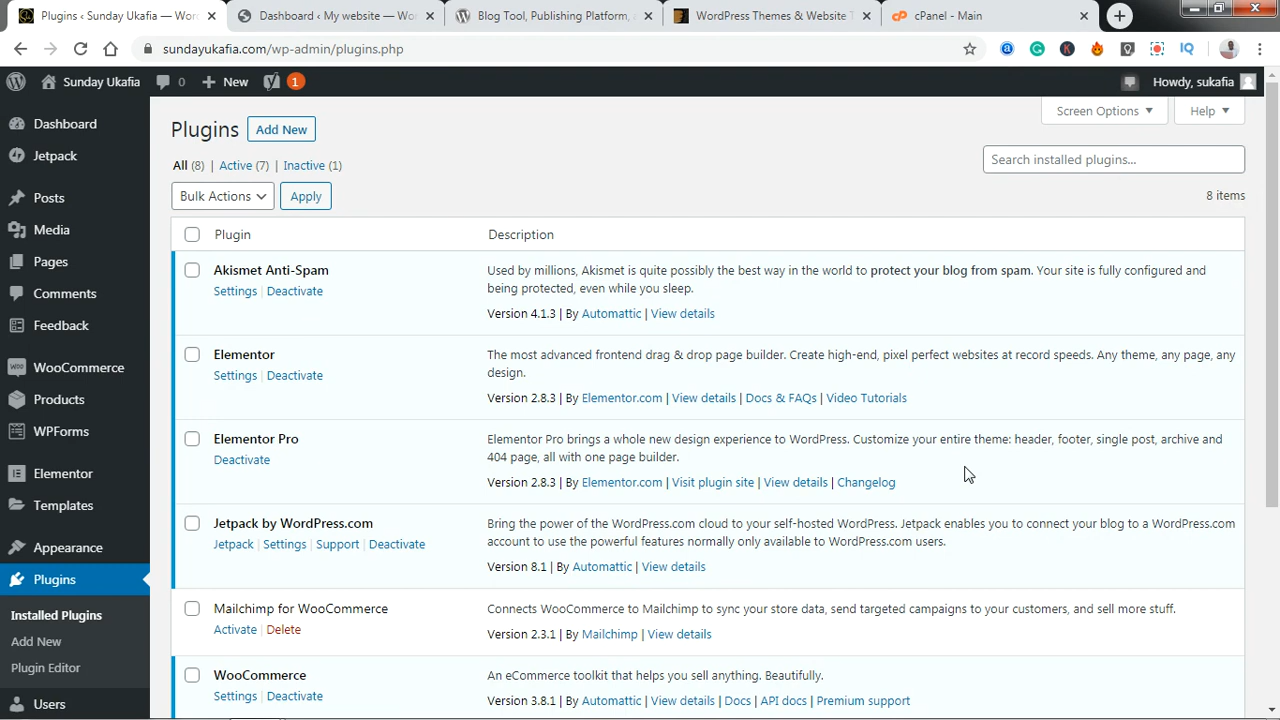 Plugins ‹ Sunday Ukafia — Wor
Dashboard ‹ My website — Wor
Blog Tool, Publishing Platform,
WordPress Themes & Website T
cPanel - Main
sundayukafia.com/wp-admin/plugins.php
Sunday Ukafia
0
New
1
Howdy, sukafia
Dashboard
Jetpack
Posts
Media
Pages
Comments
Feedback
WooCommerce
Products
WPForms
Elementor
Templates
Appearance
Plugins
Installed Plugins
Add New
Plugin Editor
Users
Screen Options
Help
Plugins Add New
All (8) | Active (7) | Inactive (1)
Search installed plugins...
Bulk Actions Apply
8 items
Plugin Description
Akismet Anti-Spam
Settings | Deactivate
Used by millions, Akismet is quite possibly the best way in the world to protect your blog from spam. Your site is fully configured and
being protected, even while you sleep.
Version 4.1.3 | By Automattic | View details
Elementor
Settings | Deactivate
The most advanced frontend drag & drop page builder. Create high-end, pixel perfect websites at record speeds. Any theme, any page, any
design.
Version 2.8.3 | By Elementor.com | View details | Docs & FAQs | Video Tutorials
Elementor Pro
Deactivate
Elementor Pro brings a whole new design experience to WordPress. Customize your entire theme: header, footer, single post, archive and
404 page, all with one page builder.
Version 2.8.3 | By Elementor.com | Visit plugin site | View details | Changelog
Jetpack by WordPress.com
Jetpack | Settings | Support | Deactivate
Bring the power of the WordPress.com cloud to your self-hosted WordPress. Jetpack enables you to connect your blog to a WordPress.com
account to use the powerful features normally only available to WordPress.com users.
Version 8.1 | By Automattic | View details
Mailchimp for WooCommerce
Activate | Delete
Connects WooCommerce to Mailchimp to sync your store data, send targeted campaigns to your customers, and sell more stuff.
Version 2.3.1 | By Mailchimp | View details
WooCommerce
Settings | Deactivate
An eCommerce toolkit that helps you sell anything. Beautifully.
Version 3.8.1 | By Automattic | View details | Docs | API docs | Premium support